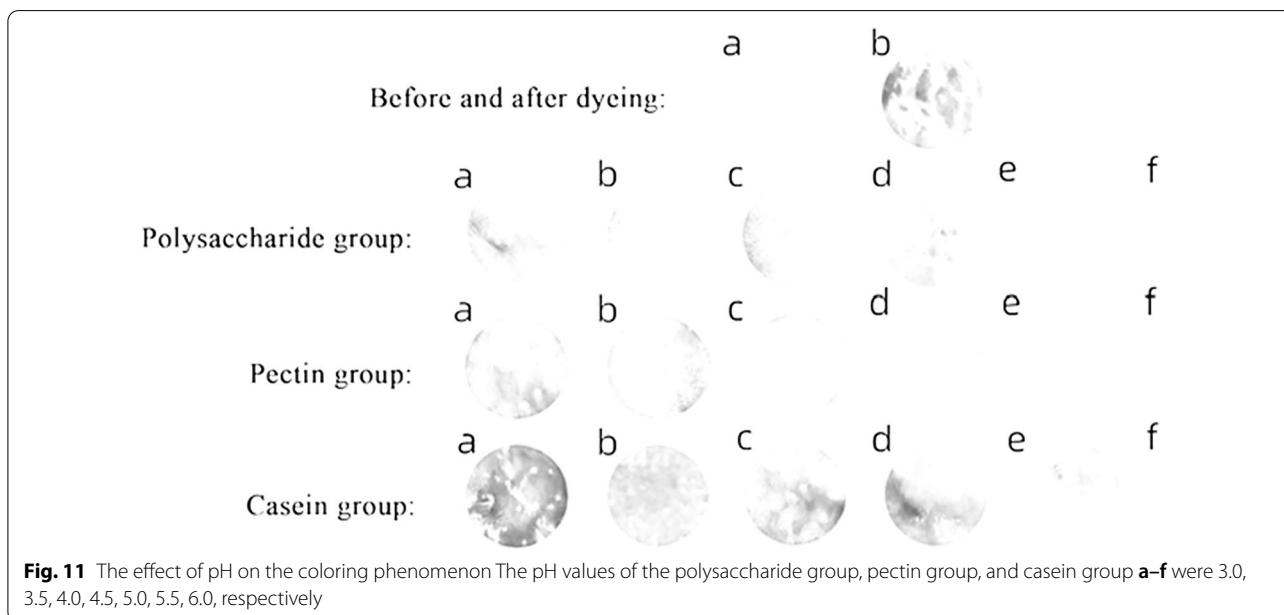 a b
Before and after dyeing:
a b c d e f
Polysaccharide group:
a b c d e f
Pectin group:
a b c d e f
Casein group:
Fig. 11 The effect of pH on the coloring phenomenon The pH values of the polysaccharide group, pectin group, and casein group a–f were 3.0,
3.5, 4.0, 4.5, 5.0, 5.5, 6.0, respectively